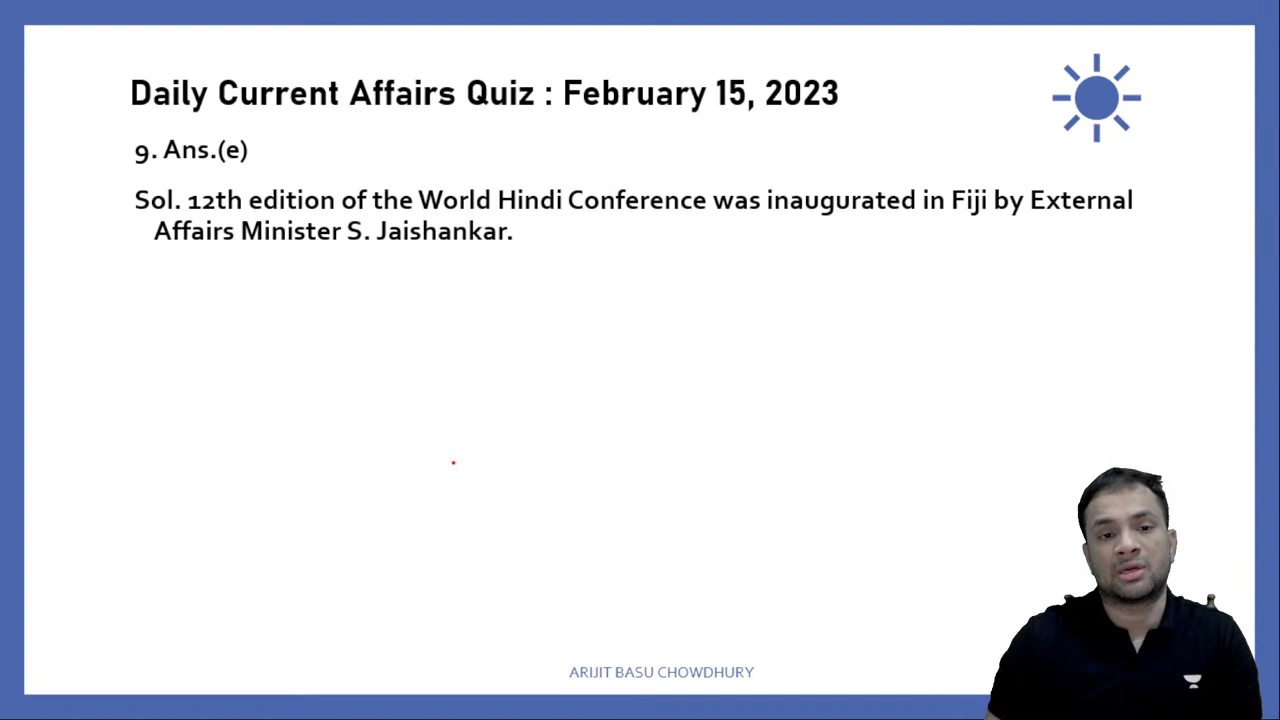 Daily Current Affairs Quiz : February 15, 2023
9. Ans.(e)
Sol. 12th edition of the World Hindi Conference was inaugurated in Fiji by External
Affairs Minister S. Jaishankar.
ARIJIT BASU CHOWDHURY